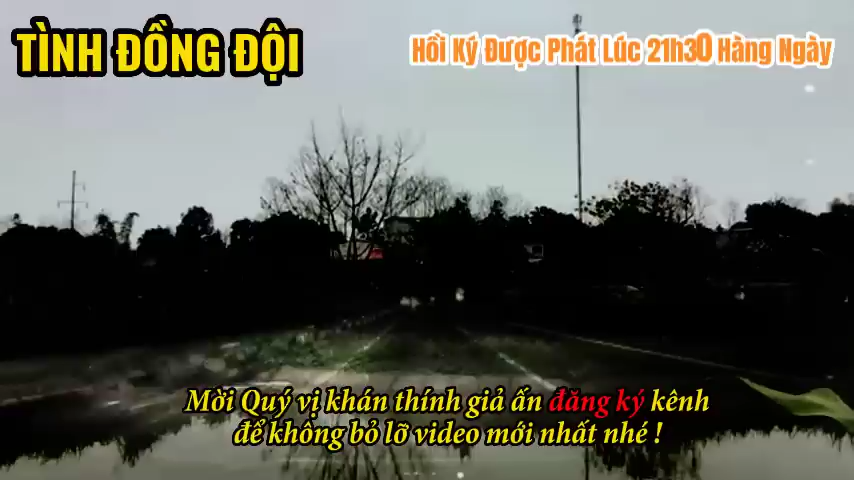 TÌNH ĐỒNG ĐỘI
Hồi Ký Được Phát Lúc 21h30 Hàng Ngày
Mời Quý vị khán thính giả ấn đăng ký kênh
để không bỏ lỡ video mới nhất nhé !